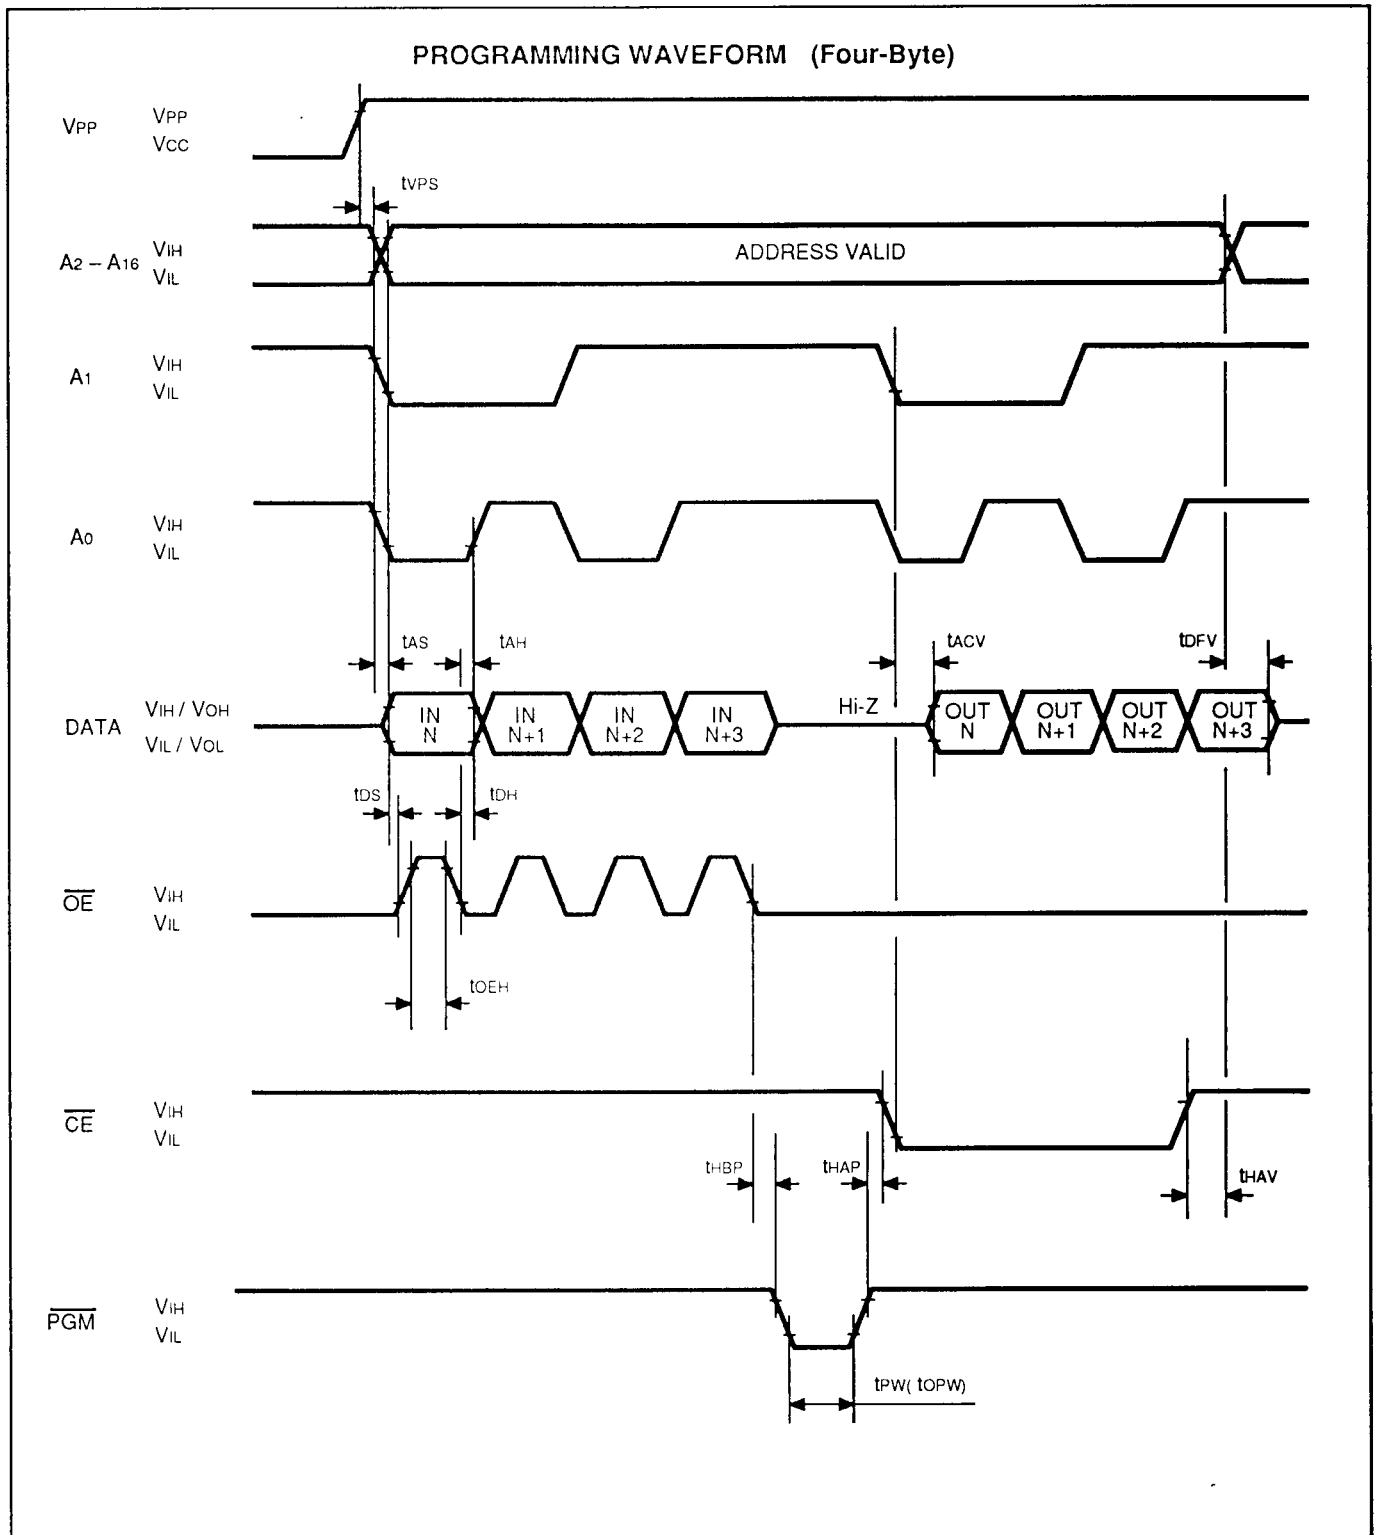 PROGRAMMING WAVEFORM (Four-Byte)
VPP
VPP
VCC
tVPS
A2 – A16
VIH
VIL
ADDRESS VALID
A1
VIH
VIL
A0
VIH
VIL
tAS
tAH
tACV
tDFV
DATA
VIH / VOH
VIL / VOL
IN
N
IN
N+1
IN
N+2
IN
N+3
Hi-Z
OUT
N
OUT
N+1
OUT
N+2
OUT
N+3
tDS
tDH
OE
VIH
VIL
tOEH
CE
VIH
VIL
tHBP
tHAP
tHAV
PGM
VIH
VIL
tPW( tOPW)